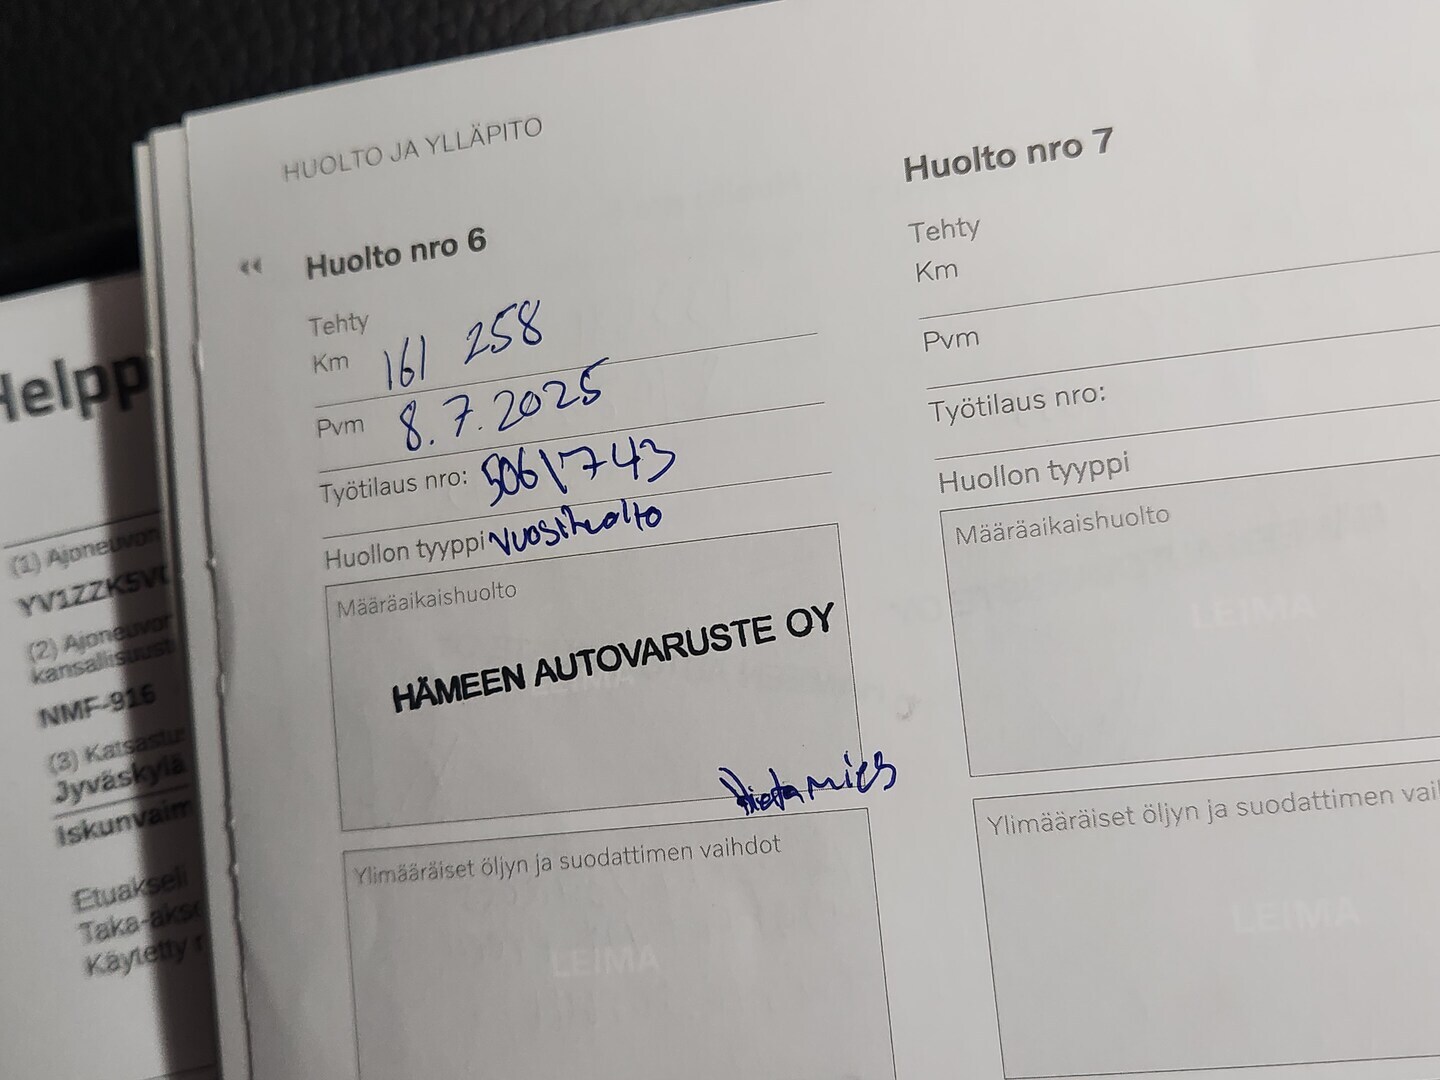 HUOLTO JA YLLÄPITO
Huolto nro 6
Tehty
Km 161 258
Pvm 8.7.2025
Työtilaus nro: 5061743
Huollon tyyppi Vuosihuolto
Määräaikaishuolto
HÄMEEN AUTOVARUSTE OY
LEIMA
Ylimääräiset öljyn ja suodattimen vaihdot
LEIMA
Huolto nro 7
Tehty
Km
Pvm
Työtilaus nro:
Huollon tyyppi
Määräaikaishuolto
LEIMA
Ylimääräiset öljyn ja suodattimen vai
LEIMA
Helpp
(1) Ajoneuvon
YV1ZZK5V
(2) Ajoneuvon
kansallisuust
NMF-916
(3) Katsastu
Jyväskylä
Iskunvaim
Etuakseli
Taka-akse
Käytetty